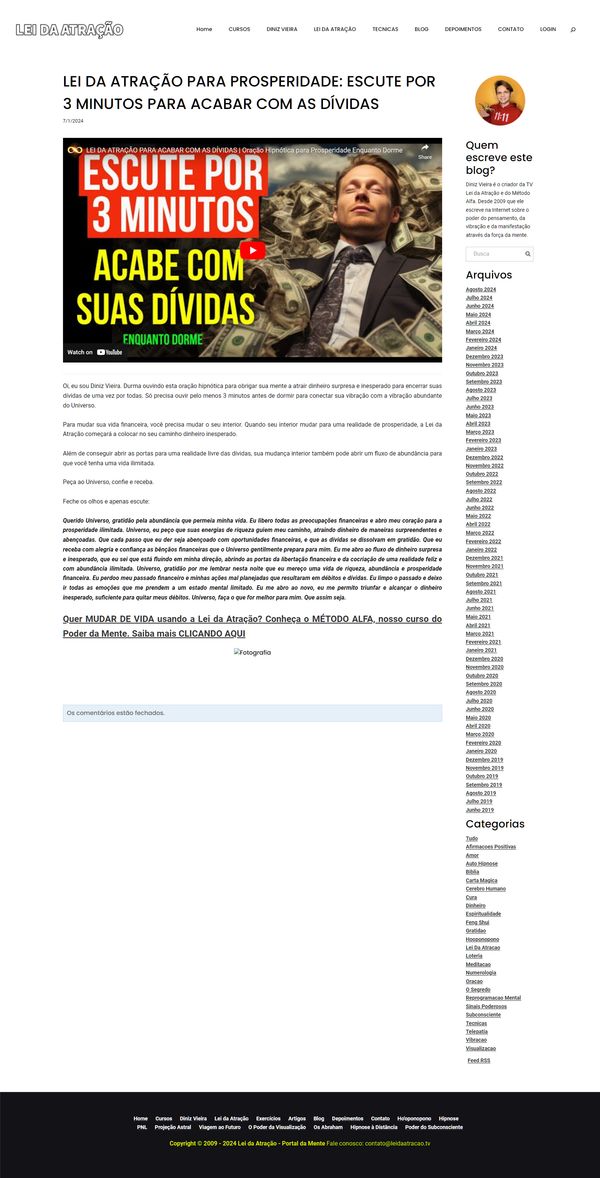 LEI DA ATRAÇÃO
Home CURSOS DINIZ VIEIRA LEI DA ATRAÇÃO TECNICAS BLOG DEPOIMENTOS CONTATO LOGIN
LEI DA ATRAÇÃO PARA PROSPERIDADE: ESCUTE POR
3 MINUTOS PARA ACABAR COM AS DÍVIDAS
7/1/2024
LEI DA ATRAÇÃO PARA ACABAR COM AS DÍVIDAS | Oração Hipnótica para Prosperidade Enquanto Dorme
Share
ESCUTE POR
3 MINUTOS
ACABE COM
SUAS DÍVIDAS
ENQUANTO DORME
Watch on YouTube
Oi, eu sou Diniz Vieira. Durma ouvindo esta oração hipnótica para obrigar sua mente a atrair dinheiro surpresa e inesperado para encerrar suas
dívidas de uma vez por todas. Só precisa ouvir pelo menos 3 minutos antes de dormir para conectar sua vibração com a vibração abundante
do Universo.
Para mudar sua vida financeira, você precisa mudar o seu interior. Quando seu interior mudar para uma realidade de prosperidade, a Lei da
Atração começará a colocar no seu caminho dinheiro inesperado.
Além de conseguir abrir as portas para uma realidade livre das dívidas, sua mudança interior também pode abrir um fluxo de abundância para
que você tenha uma vida ilimitada.
Peça ao Universo, confie e receba.
Feche os olhos e apenas escute:
Querido Universo, gratidão pela abundância que permeia minha vida. Eu libero todas as preocupações financeiras e abro meu coração para a
prosperidade ilimitada. Universo, eu peço que suas energias de riqueza guiem meu caminho, atraindo dinheiro de maneiras surpreendentes e
abençoadas. Que cada passo que eu der seja abençoado com oportunidades financeiras, e que as dívidas se dissolvam em gratidão. Que eu
receba com alegria e confiança as bênçãos financeiras que o Universo gentilmente prepara para mim. Eu me abro ao fluxo de dinheiro surpresa
e inesperado, que eu sei que está fluindo em minha direção, abrindo as portas da libertação financeira e da cocriação de uma realidade feliz e
com abundância ilimitada. Universo, gratidão por me lembrar nesta noite que eu mereço uma vida de riqueza, abundância e prosperidade
financeira. Eu perdoo meu passado financeiro e minhas ações mal planejadas que resultaram em débitos e dívidas. Eu limpo o passado e deixo
ir todas as emoções que me prendem a um estado mental limitado. Eu me abro ao novo, eu me permito triunfar e alcançar o dinheiro
inesperado, suficiente para quitar meus débitos. Universo, faça o que for melhor para mim. Que assim seja.
Quer MUDAR DE VIDA usando a Lei da Atração? Conheça o MÉTODO ALFA, nosso curso do
Poder da Mente. Saiba mais CLICANDO AQUI
Fotografia
Os comentários estão fechados.
11:11
Quem
escreve este
blog?
Diniz Vieira é o criador da TV
Lei da Atração e do Método
Alfa. Desde 2009 que ele
escreve na Internet sobre o
poder do pensamento, da
vibração e da manifestação
através da força da mente.
Busca
Arquivos
Agosto 2024
Julho 2024
Junho 2024
Maio 2024
Abril 2024
Março 2024
Fevereiro 2024
Janeiro 2024
Dezembro 2023
Novembro 2023
Outubro 2023
Setembro 2023
Agosto 2023
Julho 2023
Junho 2023
Maio 2023
Abril 2023
Março 2023
Fevereiro 2023
Janeiro 2023
Dezembro 2022
Novembro 2022
Outubro 2022
Setembro 2022
Agosto 2022
Julho 2022
Junho 2022
Maio 2022
Abril 2022
Março 2022
Fevereiro 2022
Janeiro 2022
Dezembro 2021
Novembro 2021
Outubro 2021
Setembro 2021
Agosto 2021
Julho 2021
Junho 2021
Maio 2021
Abril 2021
Março 2021
Fevereiro 2021
Janeiro 2021
Dezembro 2020
Novembro 2020
Outubro 2020
Setembro 2020
Agosto 2020
Julho 2020
Junho 2020
Maio 2020
Abril 2020
Março 2020
Fevereiro 2020
Janeiro 2020
Dezembro 2019
Novembro 2019
Outubro 2019
Setembro 2019
Agosto 2019
Julho 2019
Junho 2019
Categorias
Tudo
Afirmacoes Positivas
Amor
Auto Hipnose
Biblia
Carta Magica
Cerebro Humano
Cura
Dinheiro
Espiritualidade
Feng Shui
Gratidao
Hooponopono
Lei Da Atracao
Loteria
Meditacao
Numerologia
Oracao
O Segredo
Reprogramacao Mental
Sinais Poderosos
Subconsciente
Tecnicas
Telepatia
Vibracao
Visualizacao
Feed RSS
Home Cursos Diniz Vieira Lei da Atração Exercícios Artigos Blog Depoimentos Contato Ho'oponopono Hipnose
PNL Projeção Astral Viagem ao Futuro O Poder da Visualização Os Abraham Hipnose à Distância Poder do Subconsciente
Copyright © 2009 - 2024 Lei da Atração - Portal da Mente Fale conosco: contato@leidaatracao.tv